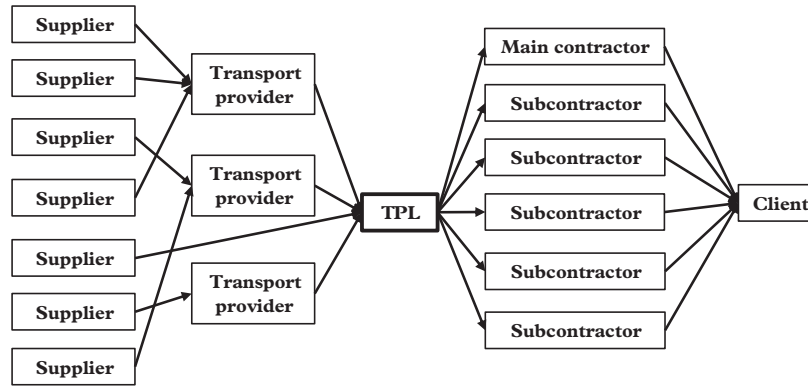 Supplier
Supplier
Supplier
Supplier
Supplier
Supplier
Supplier
Transport
provider
Transport
provider
Transport
provider
TPL
Main contractor
Subcontractor
Subcontractor
Subcontractor
Subcontractor
Subcontractor
Client